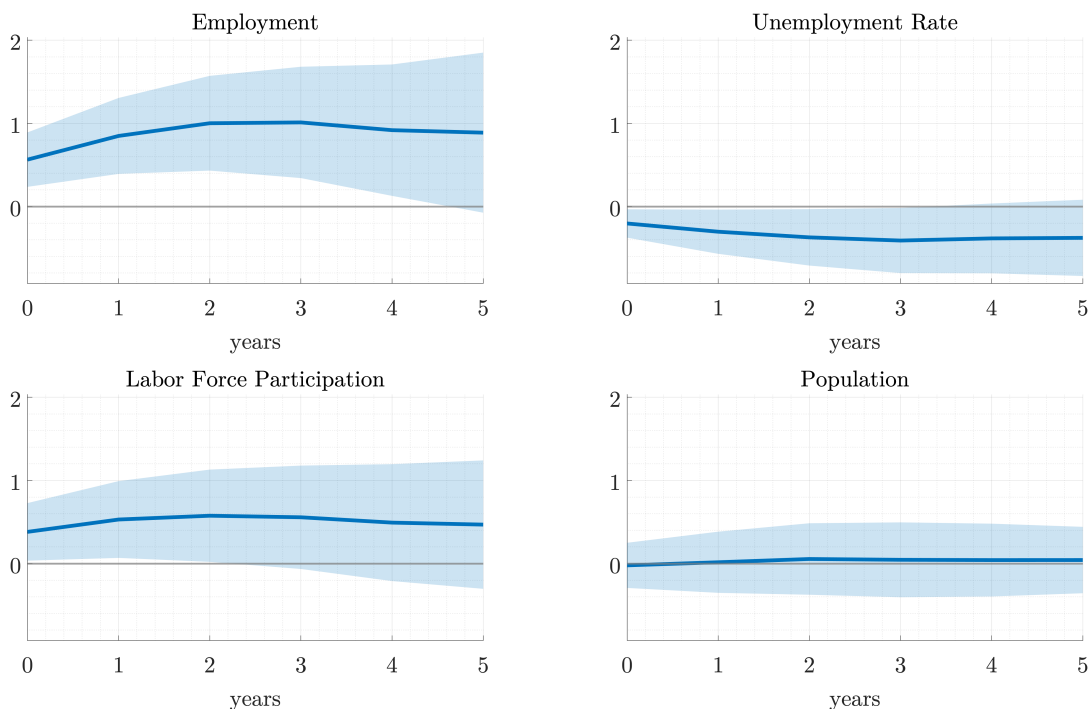 Employment
2
1
0
0 1 2 3 4 5
years
Unemployment Rate
2
1
0
0 1 2 3 4 5
years
Labor Force Participation
2
1
0
0 1 2 3 4 5
years
Population
2
1
0
0 1 2 3 4 5
years